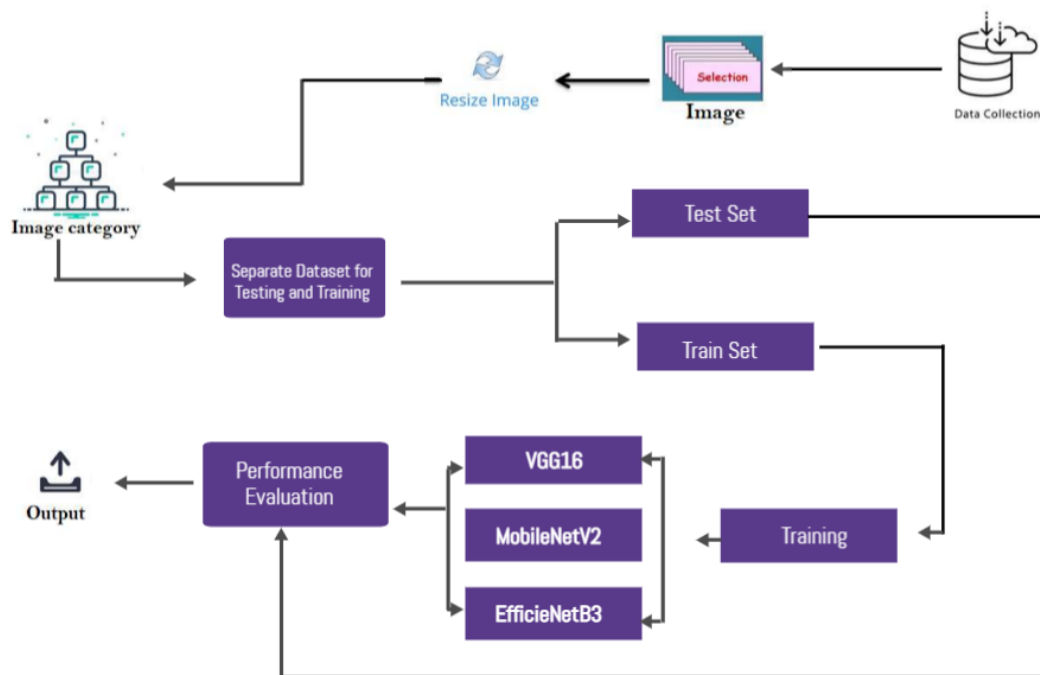 Data Collection
Selection
Image
Resize Image
Image category
Separate Dataset for
Testing and Training
Test Set
Train Set
Training
VGG16
MobileNetV2
EfficieNetB3
Performance
Evaluation
Output